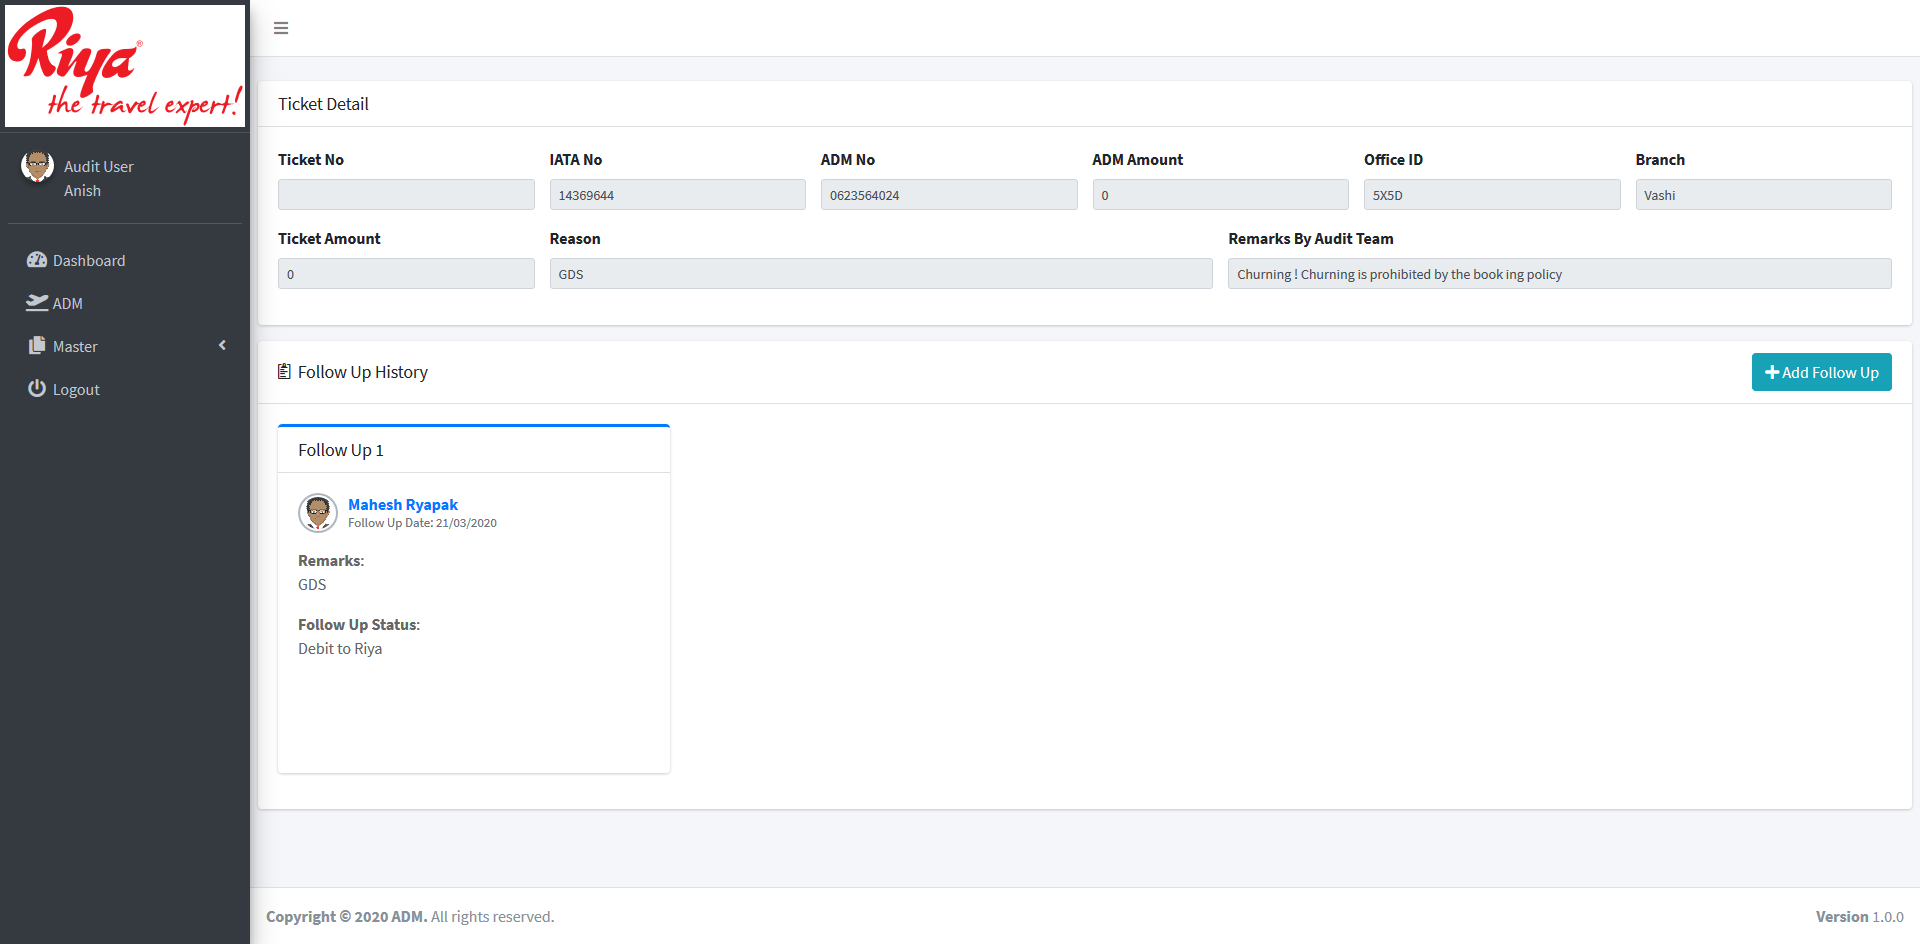 Riya®
the travel expert!
Audit User
Anish
Dashboard
ADM
Master
Logout
Ticket Detail
Ticket No
IATA No
ADM No
ADM Amount
Office ID
Branch
14369644
0623564024
0
5X5D
Vashi
Ticket Amount
Reason
Remarks By Audit Team
0
GDS
Churning ! Churning is prohibited by the book ing policy
Follow Up History
Add Follow Up
Follow Up 1
Mahesh Ryapak
Follow Up Date: 21/03/2020
Remarks:
GDS
Follow Up Status:
Debit to Riya
Copyright © 2020 ADM. All rights reserved.
Version 1.0.0